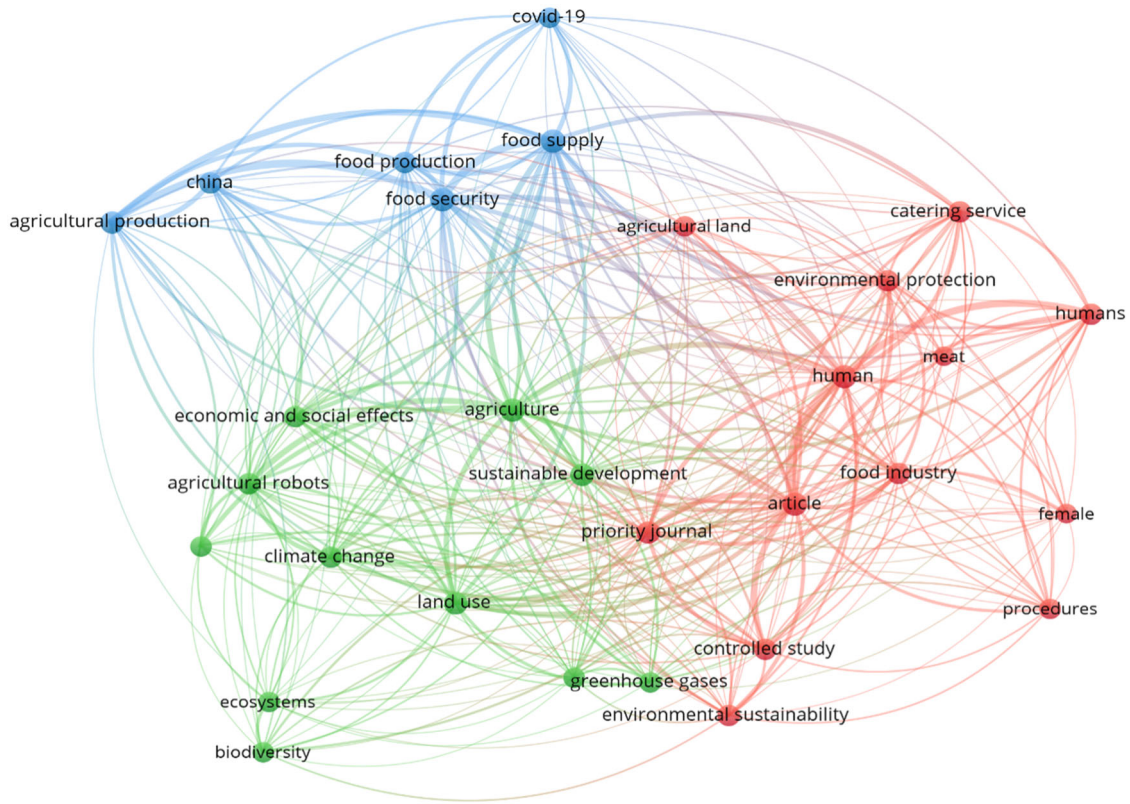 covid-19
food supply
food production
china
food security
agricultural production
catering service
agricultural land
environmental protection
humans
meat
human
agriculture
economic and social effects
sustainable development
food industry
agricultural robots
article
female
priority journal
climate change
land use
procedures
controlled study
greenhouse gases
ecosystems
environmental sustainability
biodiversity